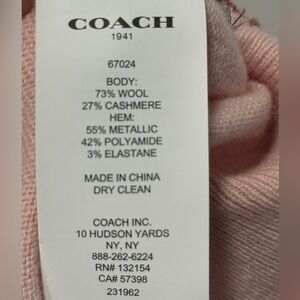 COACH
1941
67024
BODY:
73% WOOL
27% CASHMERE
HEM:
55% METALLIC
42% POLYAMIDE
3% ELASTANE
MADE IN CHINA
DRY CLEAN
COACH INC.
10 HUDSON YARDS
NY, NY
888-262-6224
RN# 132154
CA# 57398
231962